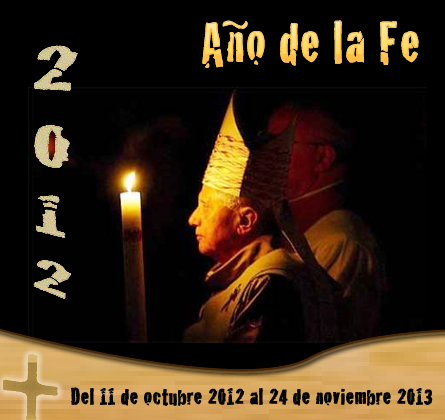 Año de la Fe
2012
Del 11 de octubre 2012 al 24 de noviembre 2013